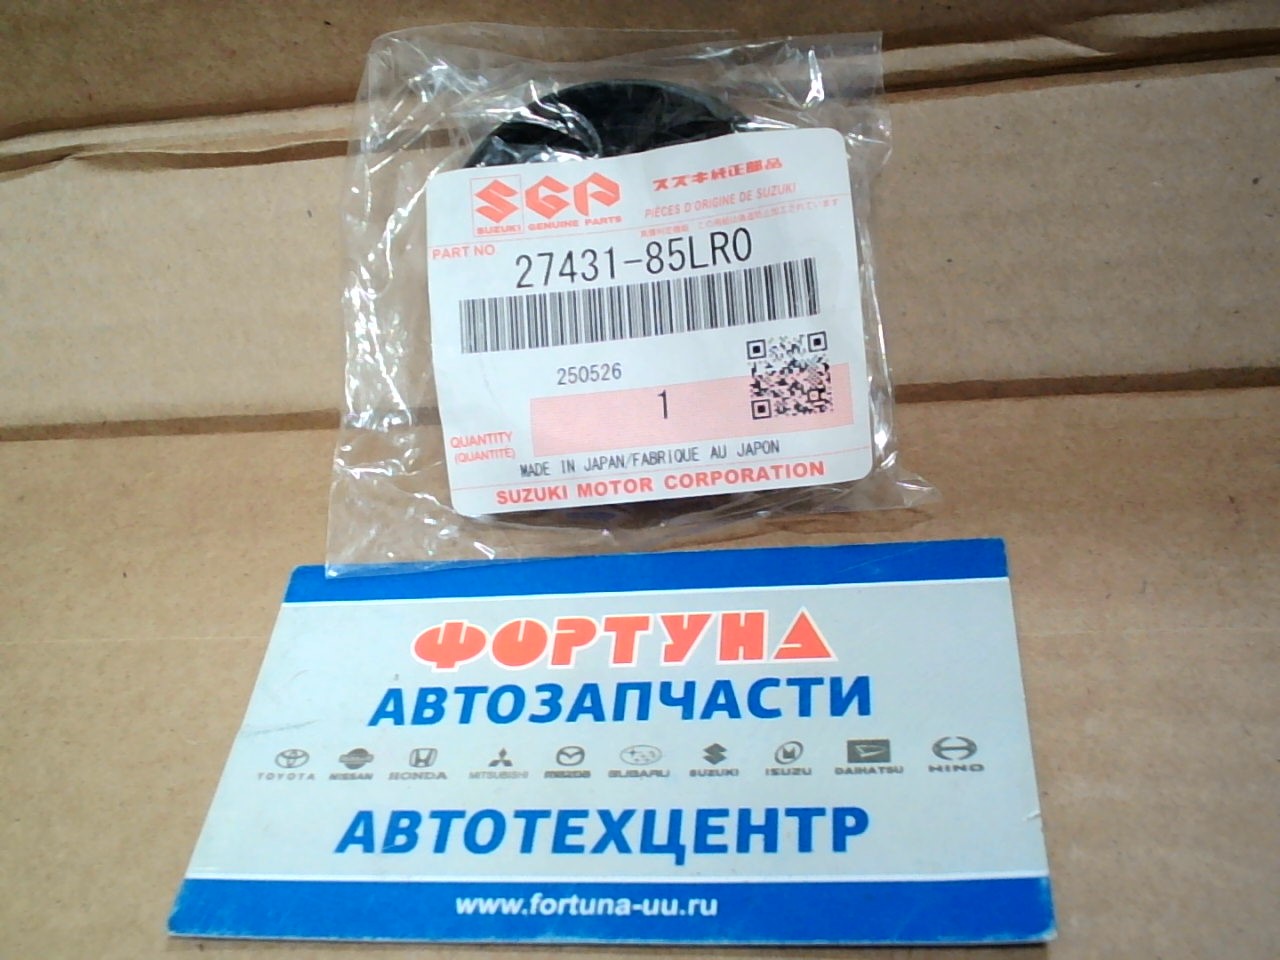 SGP
スズキ純正部品
SUZUKI GENUINE PARTS
PIÈCES D'ORIGINE DE SUZUKI
PART NO
27431-85LR0
250526
1
QUANTITY
(QUANTITÉ)
MADE IN JAPAN/FABRIQUE AU JAPON
SUZUKI MOTOR CORPORATION
ФОРТУНА
АВТОЗАПЧАСТИ
TOYOTA NISSAN HONDA MITSUBISHI MAZDA SUBARU SUZUKI ISUZU DAIHATSU HINO
АВТОТЕХЦЕНТР
www.fortuna-uu.ru